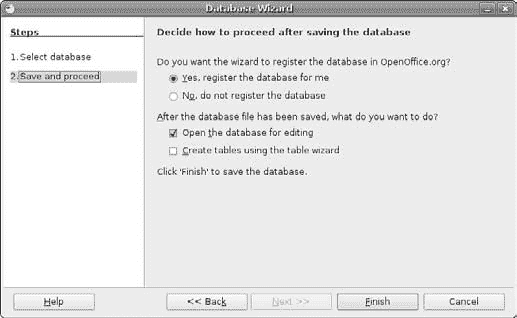 Database Wizard
Steps
1. Select database
2. Save and proceed
Decide how to proceed after saving the database
Do you want the wizard to register the database in OpenOffice.org?
Yes, register the database for me
No, do not register the database
After the database file has been saved, what do you want to do?
Open the database for editing
Create tables using the table wizard
Click 'Finish' to save the database.
Help
<< Back
Next >>
Finish
Cancel